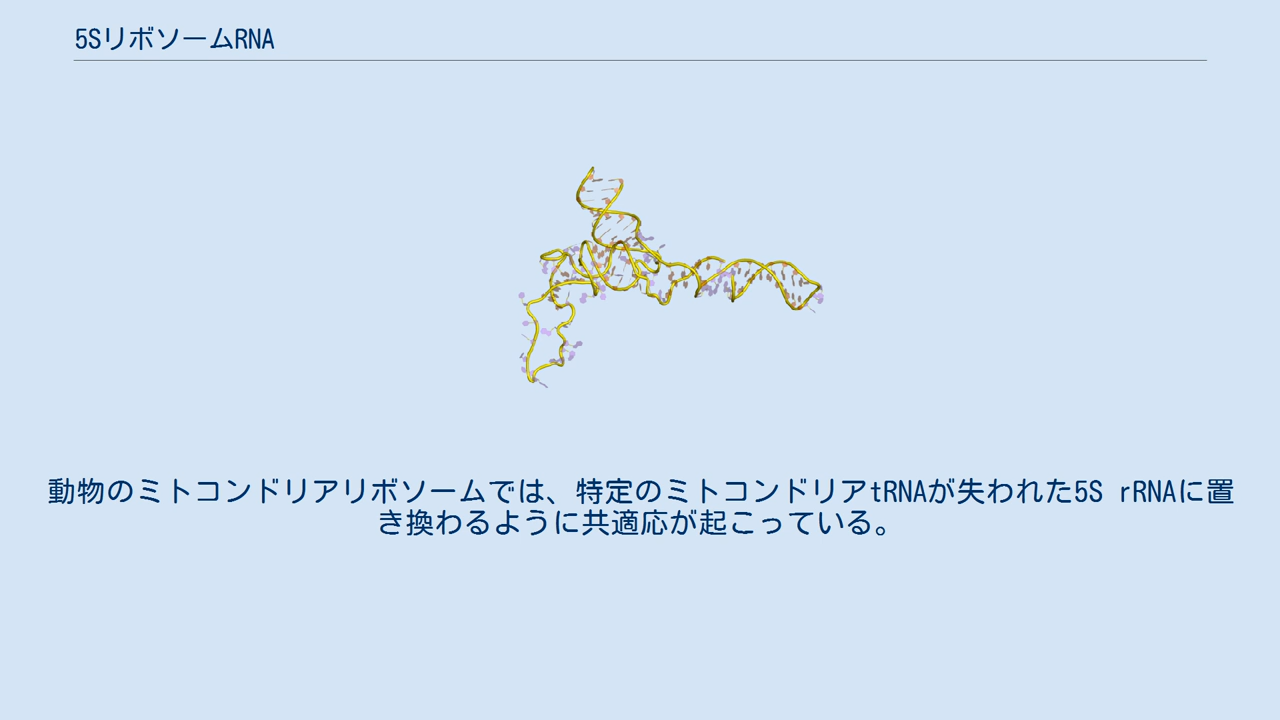 5SリボソームRNA
動物のミトコンドリアリボソームでは、特定のミトコンドリアtRNAが失われた5S rRNAに置
き換わるように共適応が起こっている。